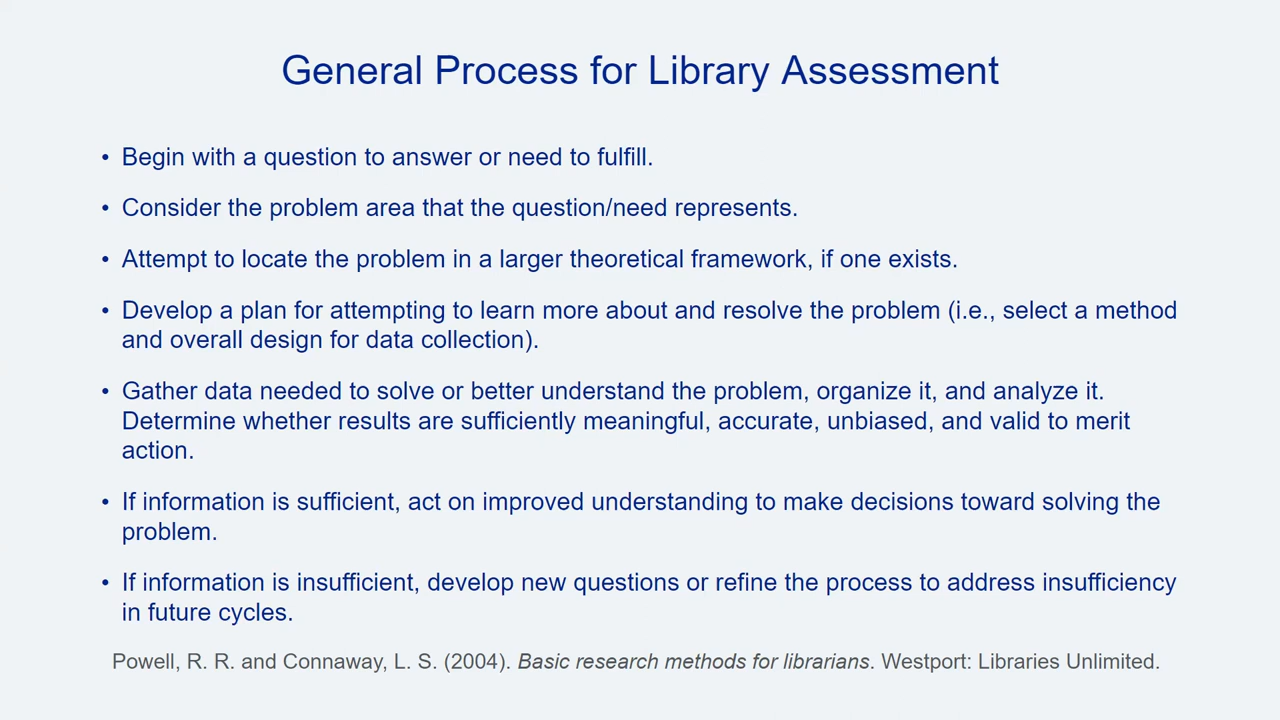 General Process for Library Assessment
• Begin with a question to answer or need to fulfill.
• Consider the problem area that the question/need represents.
• Attempt to locate the problem in a larger theoretical framework, if one exists.
• Develop a plan for attempting to learn more about and resolve the problem (i.e., select a method
and overall design for data collection).
• Gather data needed to solve or better understand the problem, organize it, and analyze it.
Determine whether results are sufficiently meaningful, accurate, unbiased, and valid to merit
action.
• If information is sufficient, act on improved understanding to make decisions toward solving the
problem.
• If information is insufficient, develop new questions or refine the process to address insufficiency
in future cycles.
Powell, R. R. and Connaway, L. S. (2004). Basic research methods for librarians. Westport: Libraries Unlimited.